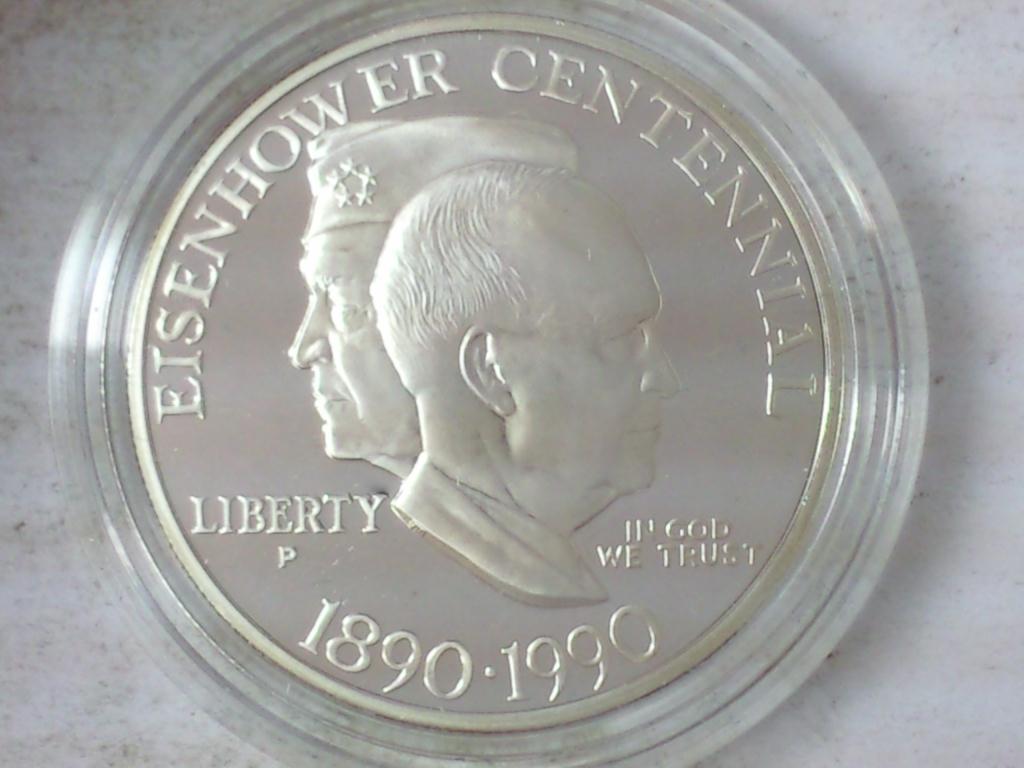 EISENHOWER CENTENNIAL
LIBERTY
P
IN GOD
WE TRUST
1890·1990